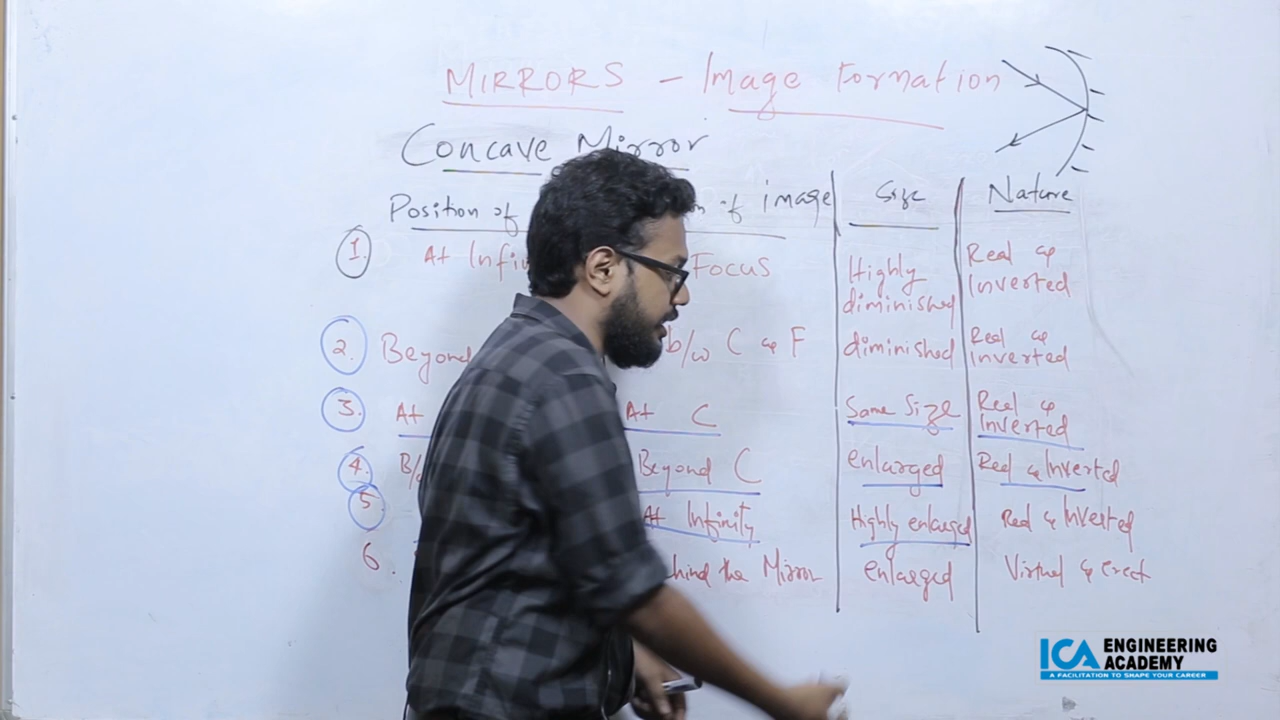 MIRRORS - Image Formation
Concave Mirror
Position of of image Size Nature
1. At FOCUS Highly diminished Real & Inverted
2. Beyond b/w C & F diminished Real & Inverted
3. At At C Same Size Real & Inverted
4. Beyond C enlarged Real & Inverted
5. At Infinity Highly enlarged Real & Inverted
6. the Mirror enlarged Virtual & erect
ICA ENGINEERING ACADEMY
A FACILITATION TO SHAPE YOUR CAREER